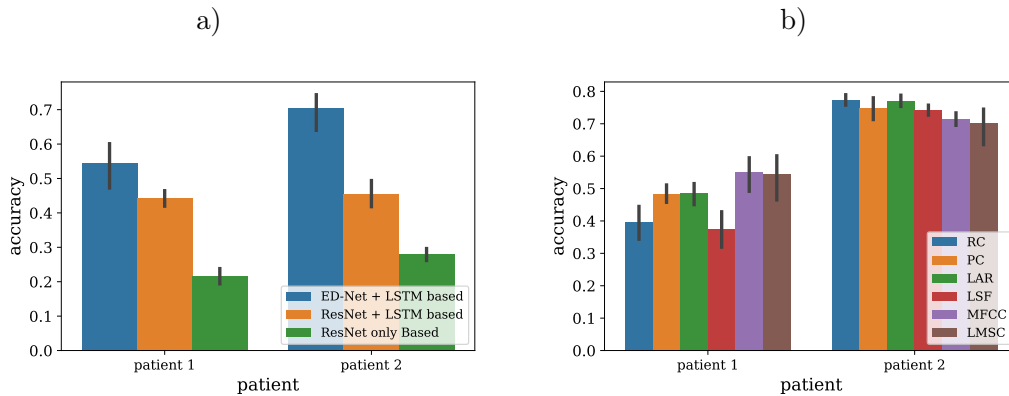 a)
accuracy
0.7
0.6
0.5
0.4
0.3
0.2
0.1
0.0
ED-Net + LSTM based
ResNet + LSTM based
ResNet only Based
patient 1
patient 2
patient
b)
accuracy
0.8
0.7
0.6
0.5
0.4
0.3
0.2
0.1
0.0
RC
PC
LAR
LSF
MFCC
LMSC
patient 1
patient 2
patient